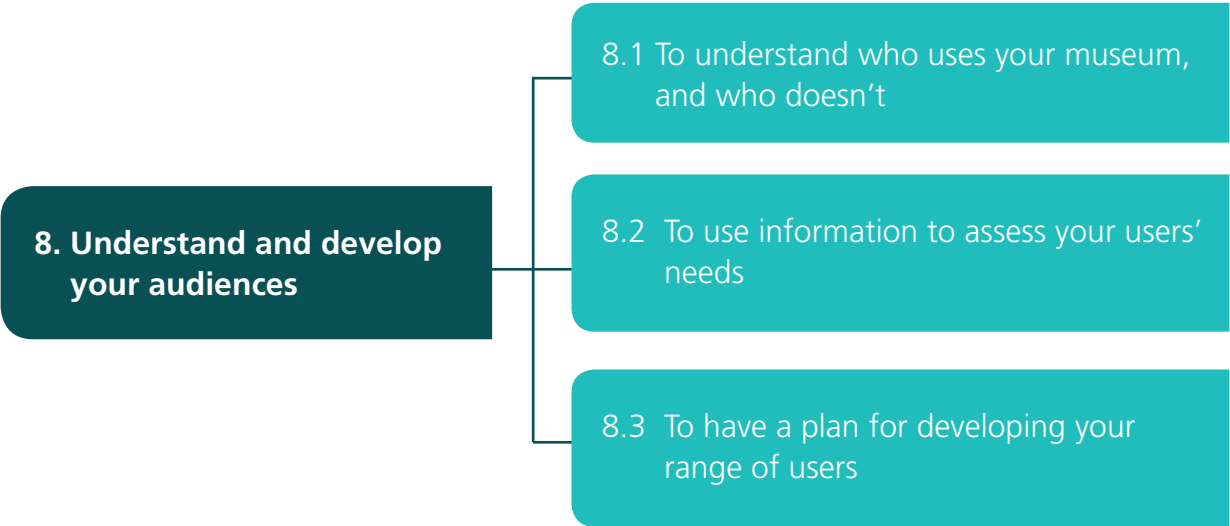 8. Understand and develop
your audiences
8.1 To understand who uses your museum,
and who doesn’t
8.2 To use information to assess your users’
needs
8.3 To have a plan for developing your
range of users